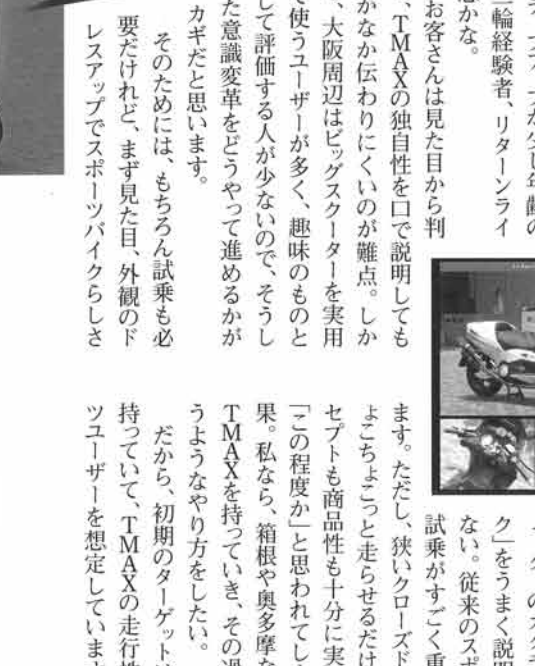 が少し年齢の
二輪経験者、リターンライ
かな。
お客さんは見た目から判
、TMAXの独自性を口で説明しても
かなか伝わりにくいのが難点。しか
、大阪周辺はビッグスクーターを実用
で使うユーザーが多く、趣味のものと
して評価する人が少ないので、そうし
た意識変革をどうやって進めるかが
カギだと思います。
そのためには、もちろん試乗も必
要だけれど、まず見た目、外観のド
レスアップでスポーツバイクらしさ
ク」をうまく説明
ない。従来のスポ
試乗がすごく重
ます。ただし、狭いクローズド
ょこちょこっと走らせるだけ
セプトも商品性も十分に実
「この程度か」と思われてし
果。私なら、箱根や奥多摩な
TMAXを持っていき、その過
うようなやり方をしたい。
だから、初期のターゲット
持っていて、TMAXの走行性
ツユーザーを想定していま